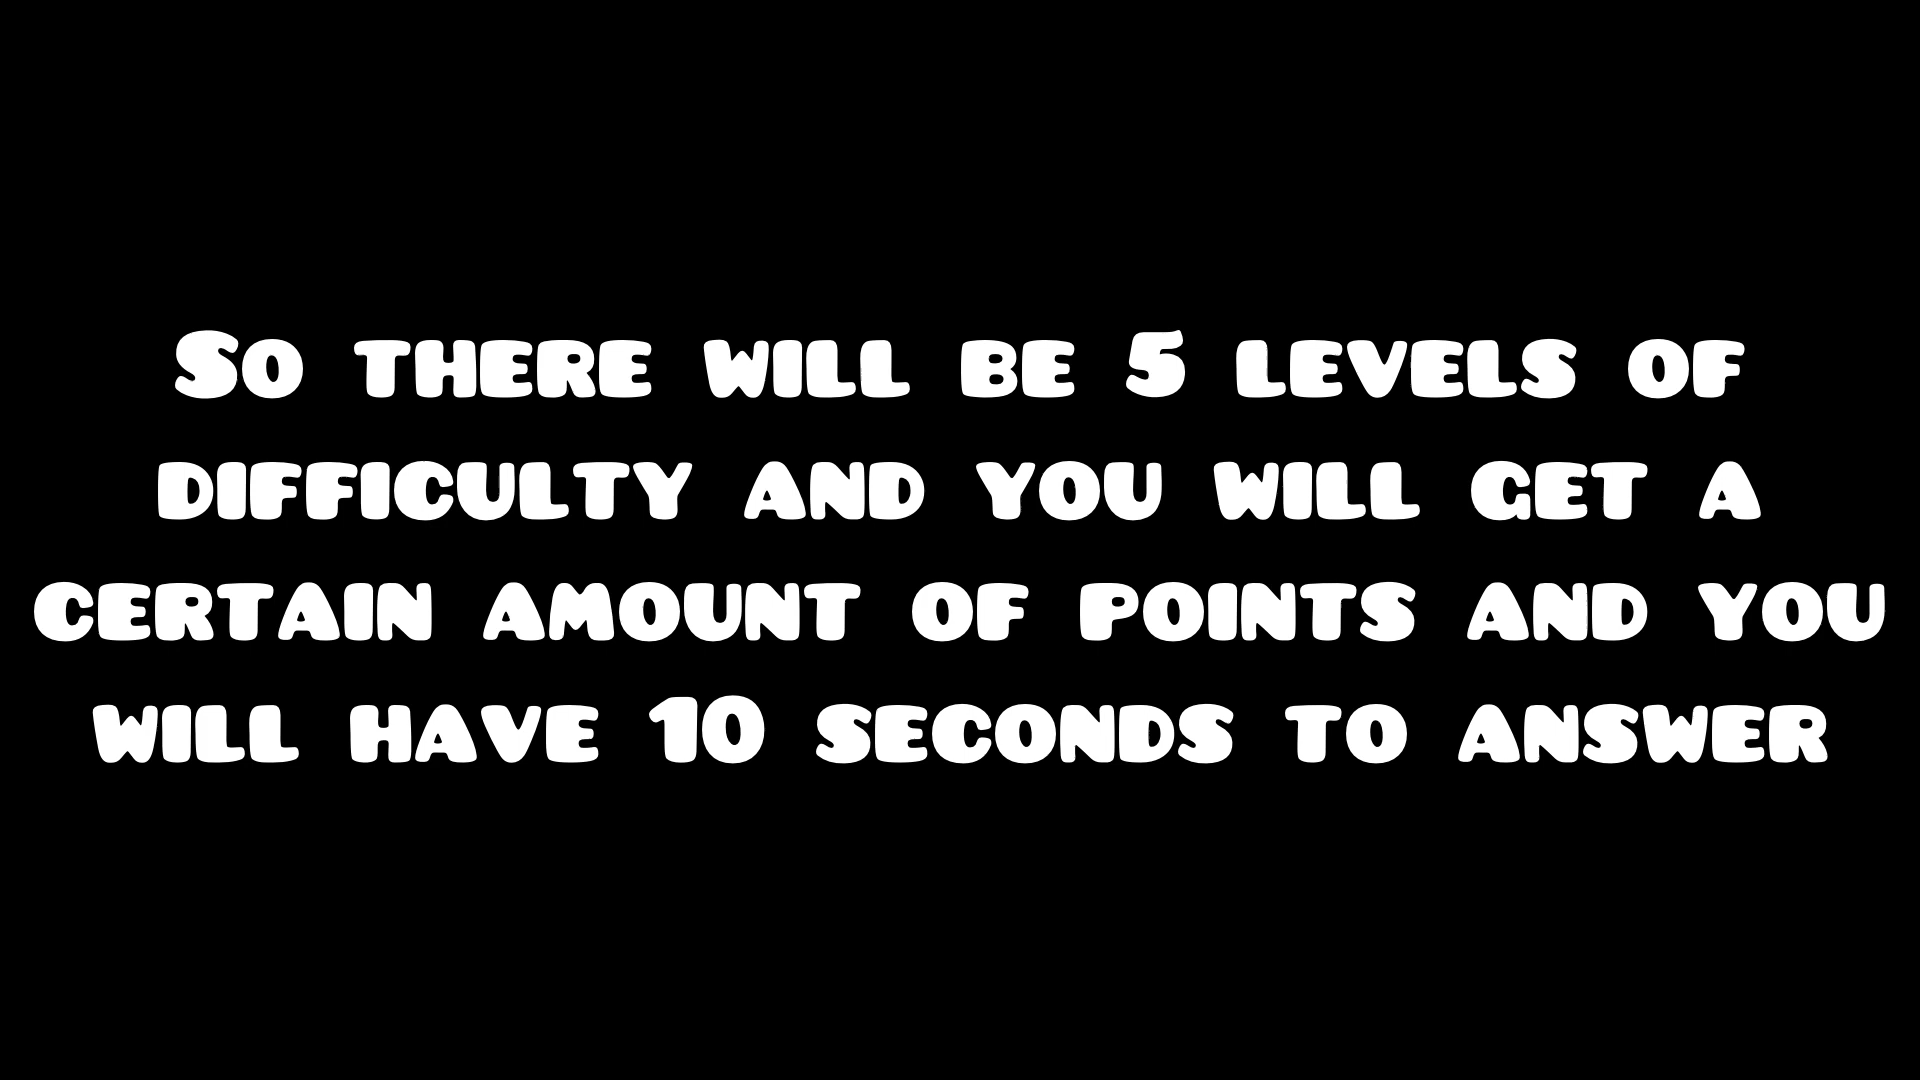 So there will be 5 levels of
difficulty and you will get a
certain amount of points and you
will have 10 seconds to answer